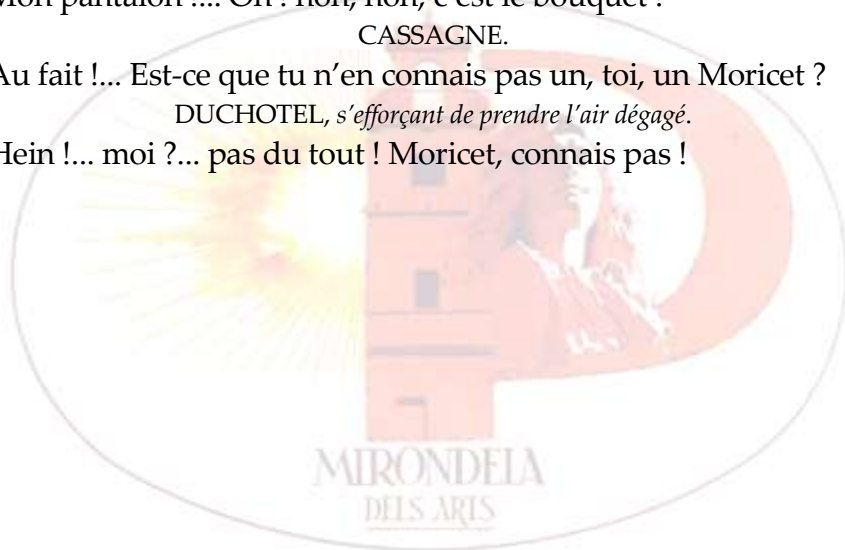 Mon pantalon !.... Oh ! non, non, c'est le bouquet !
CASSAGNE.
Au fait !... Est-ce que tu n'en connais pas un, toi, un Moricet ?
DUCHOTEL, s'efforçant de prendre l'air dégagé.
Hein !... moi ?... pas du tout ! Moricet, connais pas !
MIRONDELA
DELS ARTS